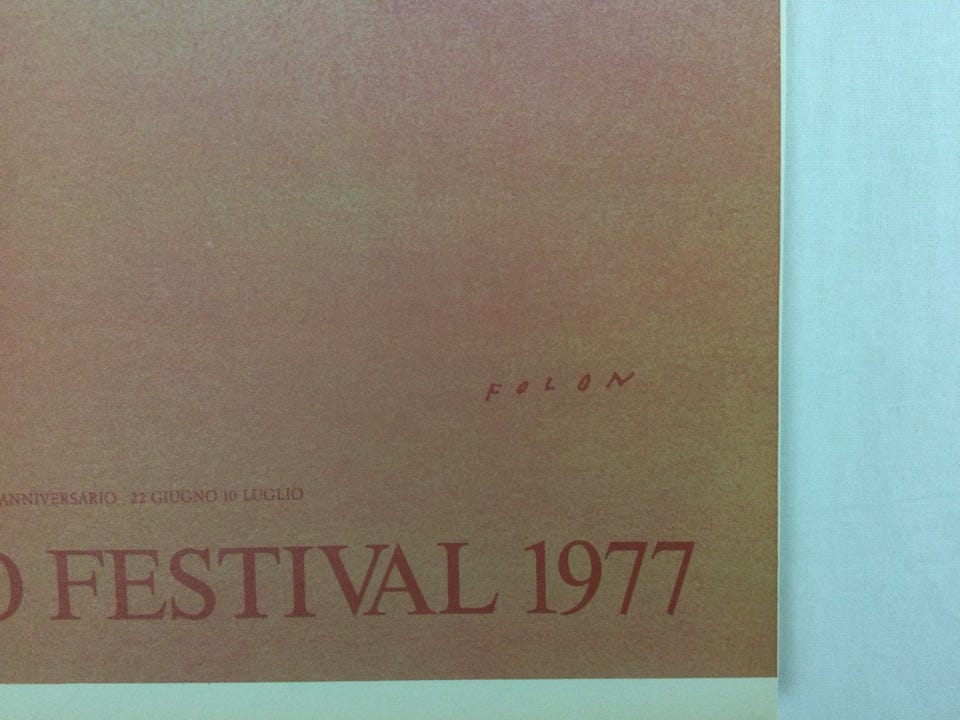 FOLON
ANNIVERSARIO 22 GIUGNO 10 LUGLIO
O FESTIVAL 1977